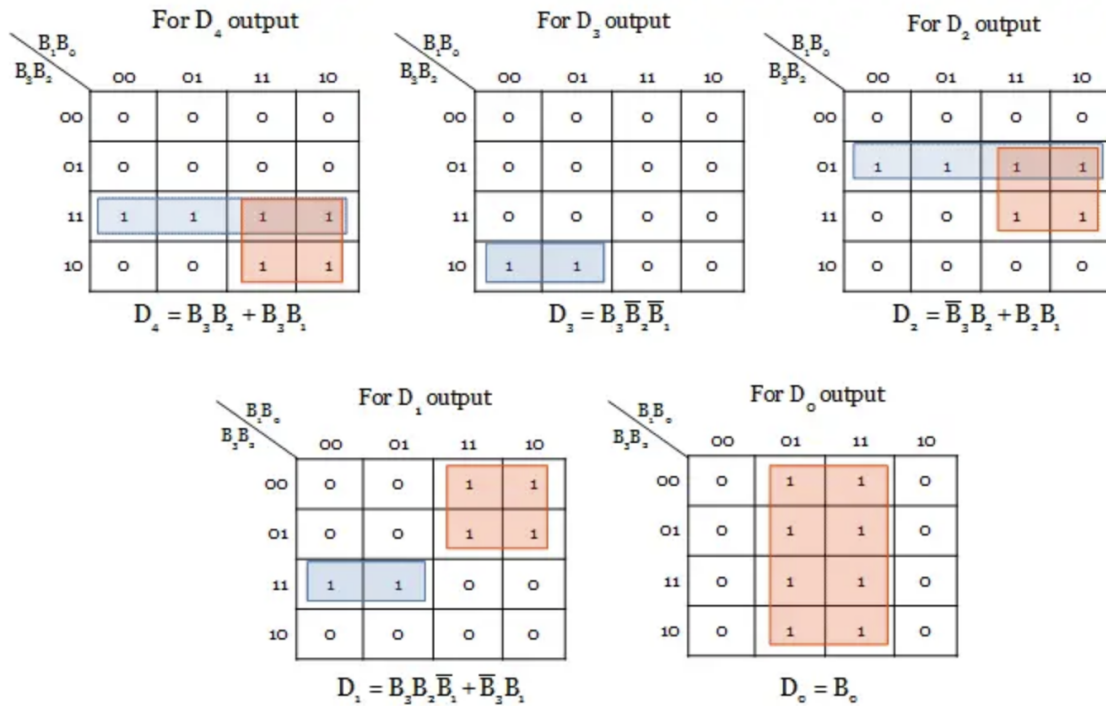 For D₄ output
B₁B₀
B₃B₂
00 01 11 10
00 0 0 0 0
01 0 0 0 0
11 1 1 1 1
10 0 0 1 1
D₄ = B₃B₂ + B₃B₁
For D₃ output
B₁B₀
B₃B₂
00 01 11 10
00 0 0 0 0
01 0 0 0 0
11 0 0 0 0
10 1 1 0 0
D₃ = B₃B̅₂B̅₁
For D₂ output
B₁B₀
B₃B₂
00 01 11 10
00 0 0 0 0
01 1 1 1 1
11 0 0 1 1
10 0 0 0 0
D₂ = B̅₃B₂ + B₂B₁
For D₁ output
B₁B₀
B₃B₂
00 01 11 10
00 0 0 1 1
01 0 0 1 1
11 1 1 0 0
10 0 0 0 0
D₁ = B₃B₂B̅₁ + B̅₃B₁
For D₀ output
B₁B₀
B₃B₂
00 01 11 10
00 0 1 1 0
01 0 1 1 0
11 0 1 1 0
10 0 1 1 0
D₀ = B₀